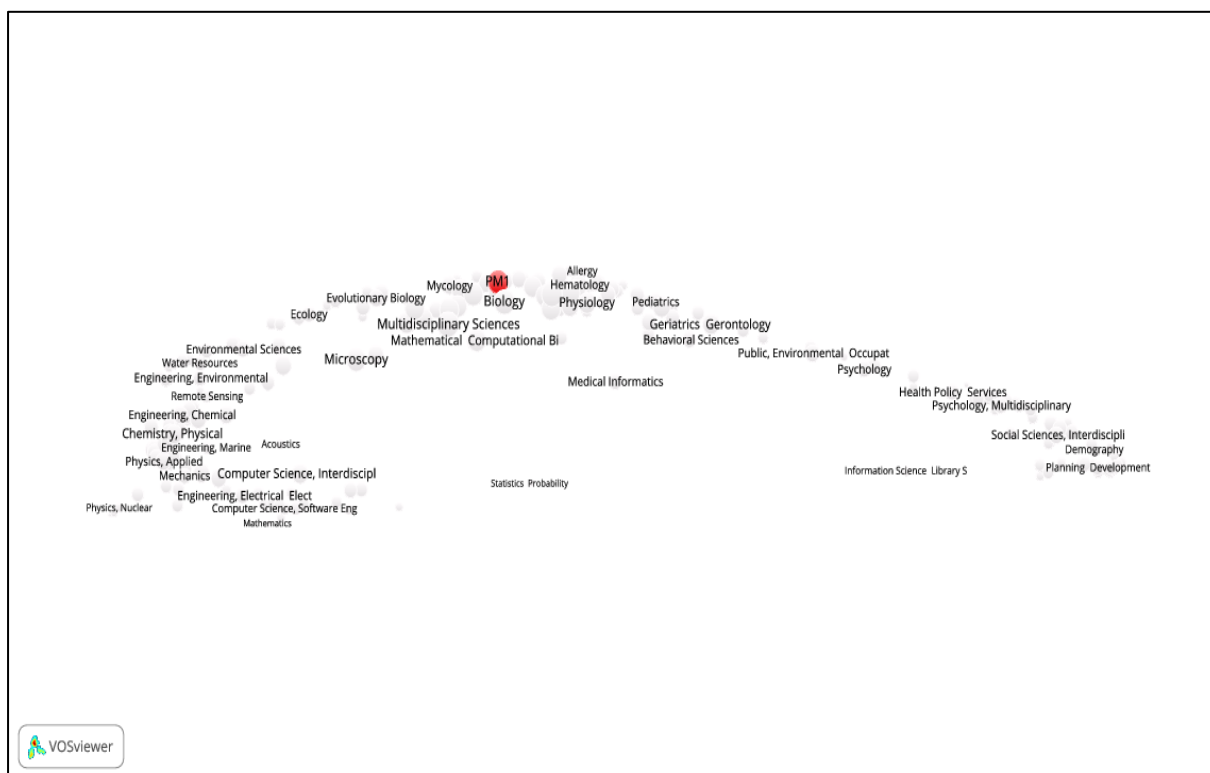 Allergy
PM1
Mycology
Hematology
Evolutionary Biology
Biology
Physiology
Pediatrics
Ecology
Multidisciplinary Sciences
Geriatrics Gerontology
Mathematical Computational Bi
Behavioral Sciences
Environmental Sciences
Public, Environmental Occupat
Microscopy
Water Resources
Psychology
Engineering, Environmental
Medical Informatics
Health Policy Services
Remote Sensing
Psychology, Multidisciplinary
Engineering, Chemical
Chemistry, Physical
Social Sciences, Interdiscipli
Acoustics
Engineering, Marine
Demography
Physics, Applied
Planning Development
Information Science Library S
Mechanics
Computer Science, Interdiscipl
Statistics Probability
Engineering, Electrical Elect
Physics, Nuclear
Computer Science, Software Eng
Mathematics
VOSviewer